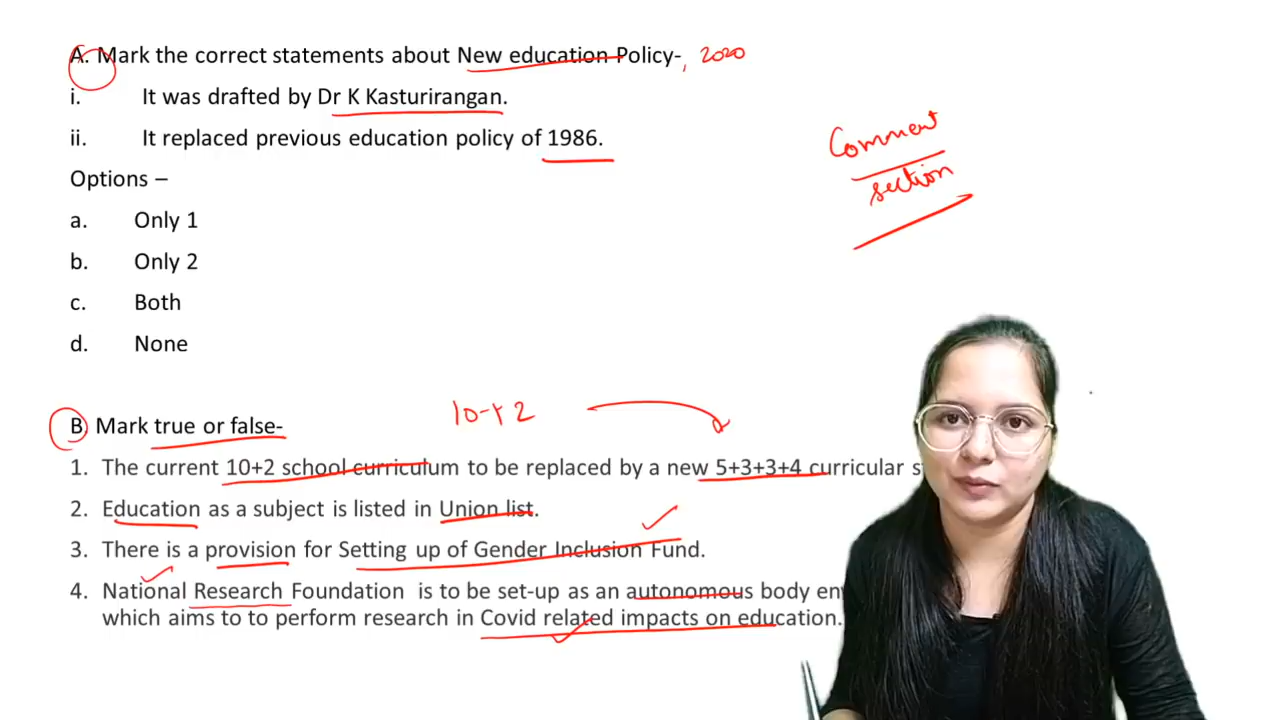 A. Mark the correct statements about New education Policy-, 2020
i. It was drafted by Dr K Kasturirangan.
ii. It replaced previous education policy of 1986.
Comment
section
Options –
a. Only 1
b. Only 2
c. Both
d. None
10+2
B. Mark true or false-
1. The current 10+2 school curriculum to be replaced by a new 5+3+3+4 curricular
2. Education as a subject is listed in Union list.
3. There is a provision for Setting up of Gender Inclusion Fund.
4. National Research Foundation is to be set-up as an autonomous body
which aims to to perform research in Covid related impacts on education.